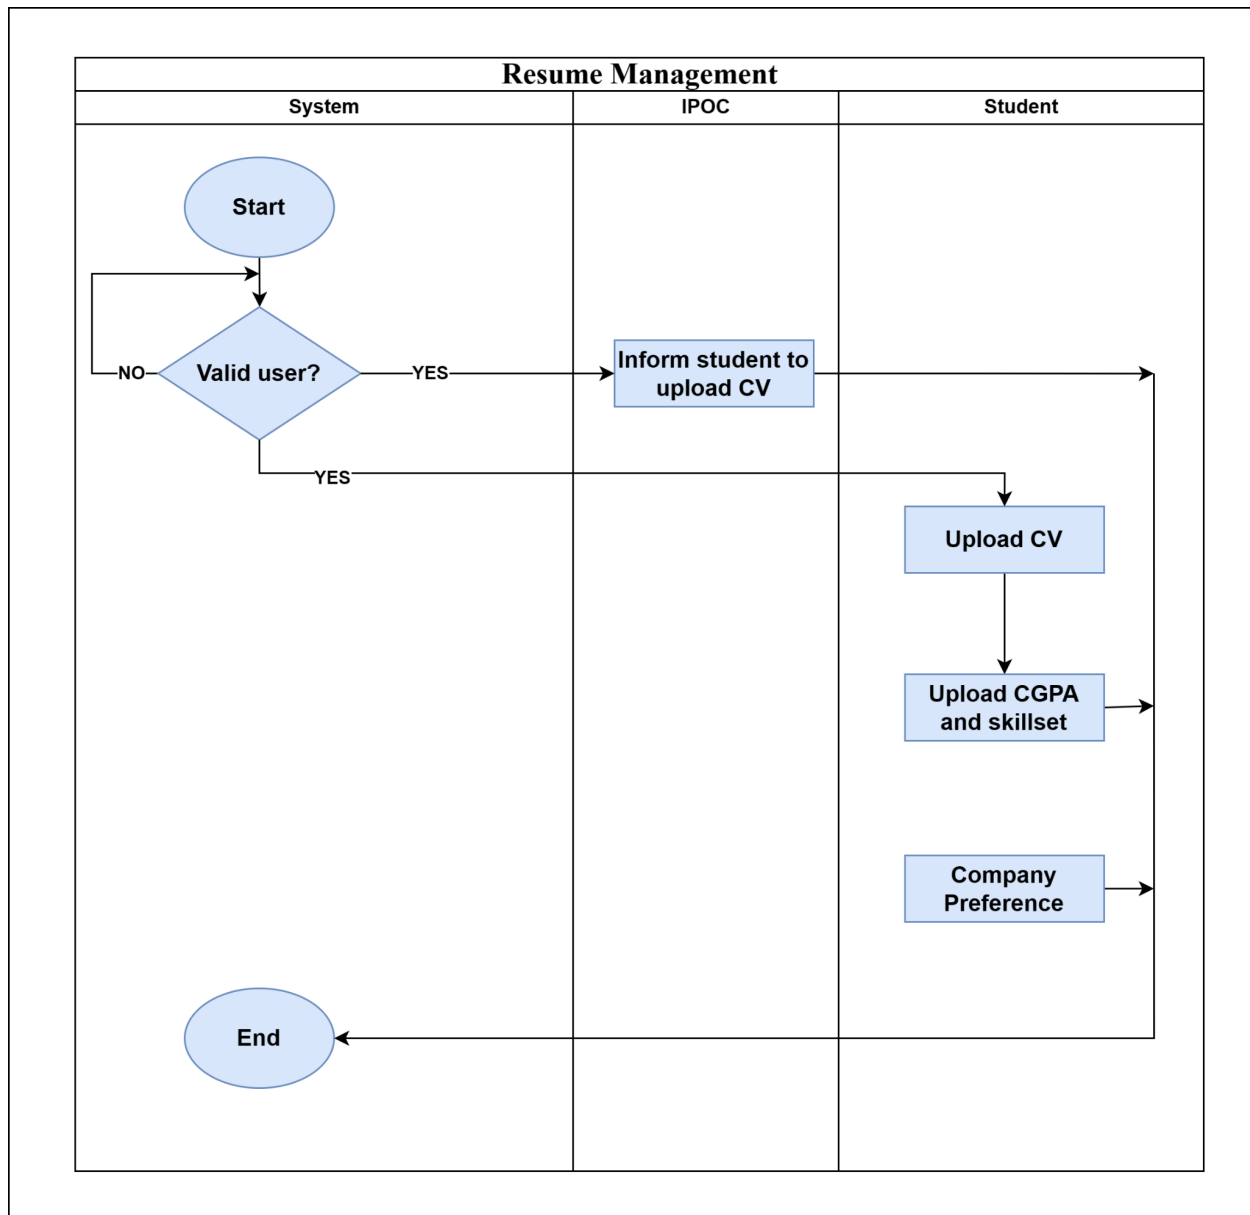 Resume Management
System
IPOC
Student
Start
NO
Valid user?
YES
Inform student to
upload CV
YES
Upload CV
Upload CGPA
and skillset
Company
Preference
End